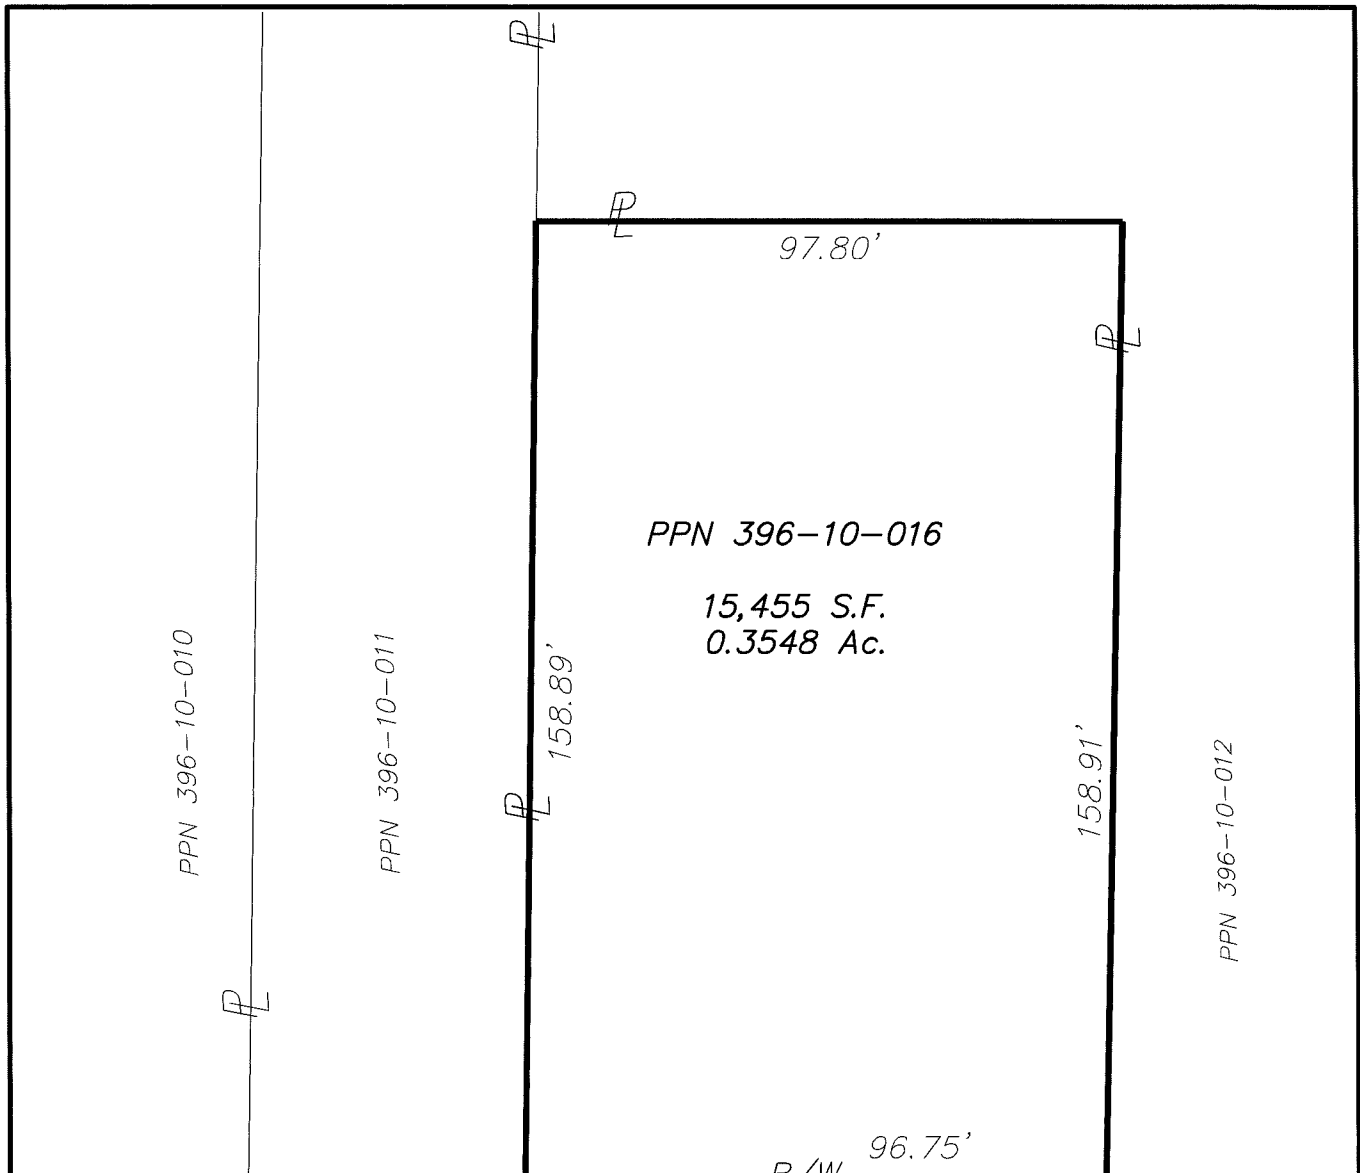 PL
PL
97.80'
PL
PPN 396-10-016
15,455 S.F.
0.3548 Ac.
PPN 396-10-010
PPN 396-10-011
158.89'
158.91'
PPN 396-10-012
PL
PL
96.75'
R/W